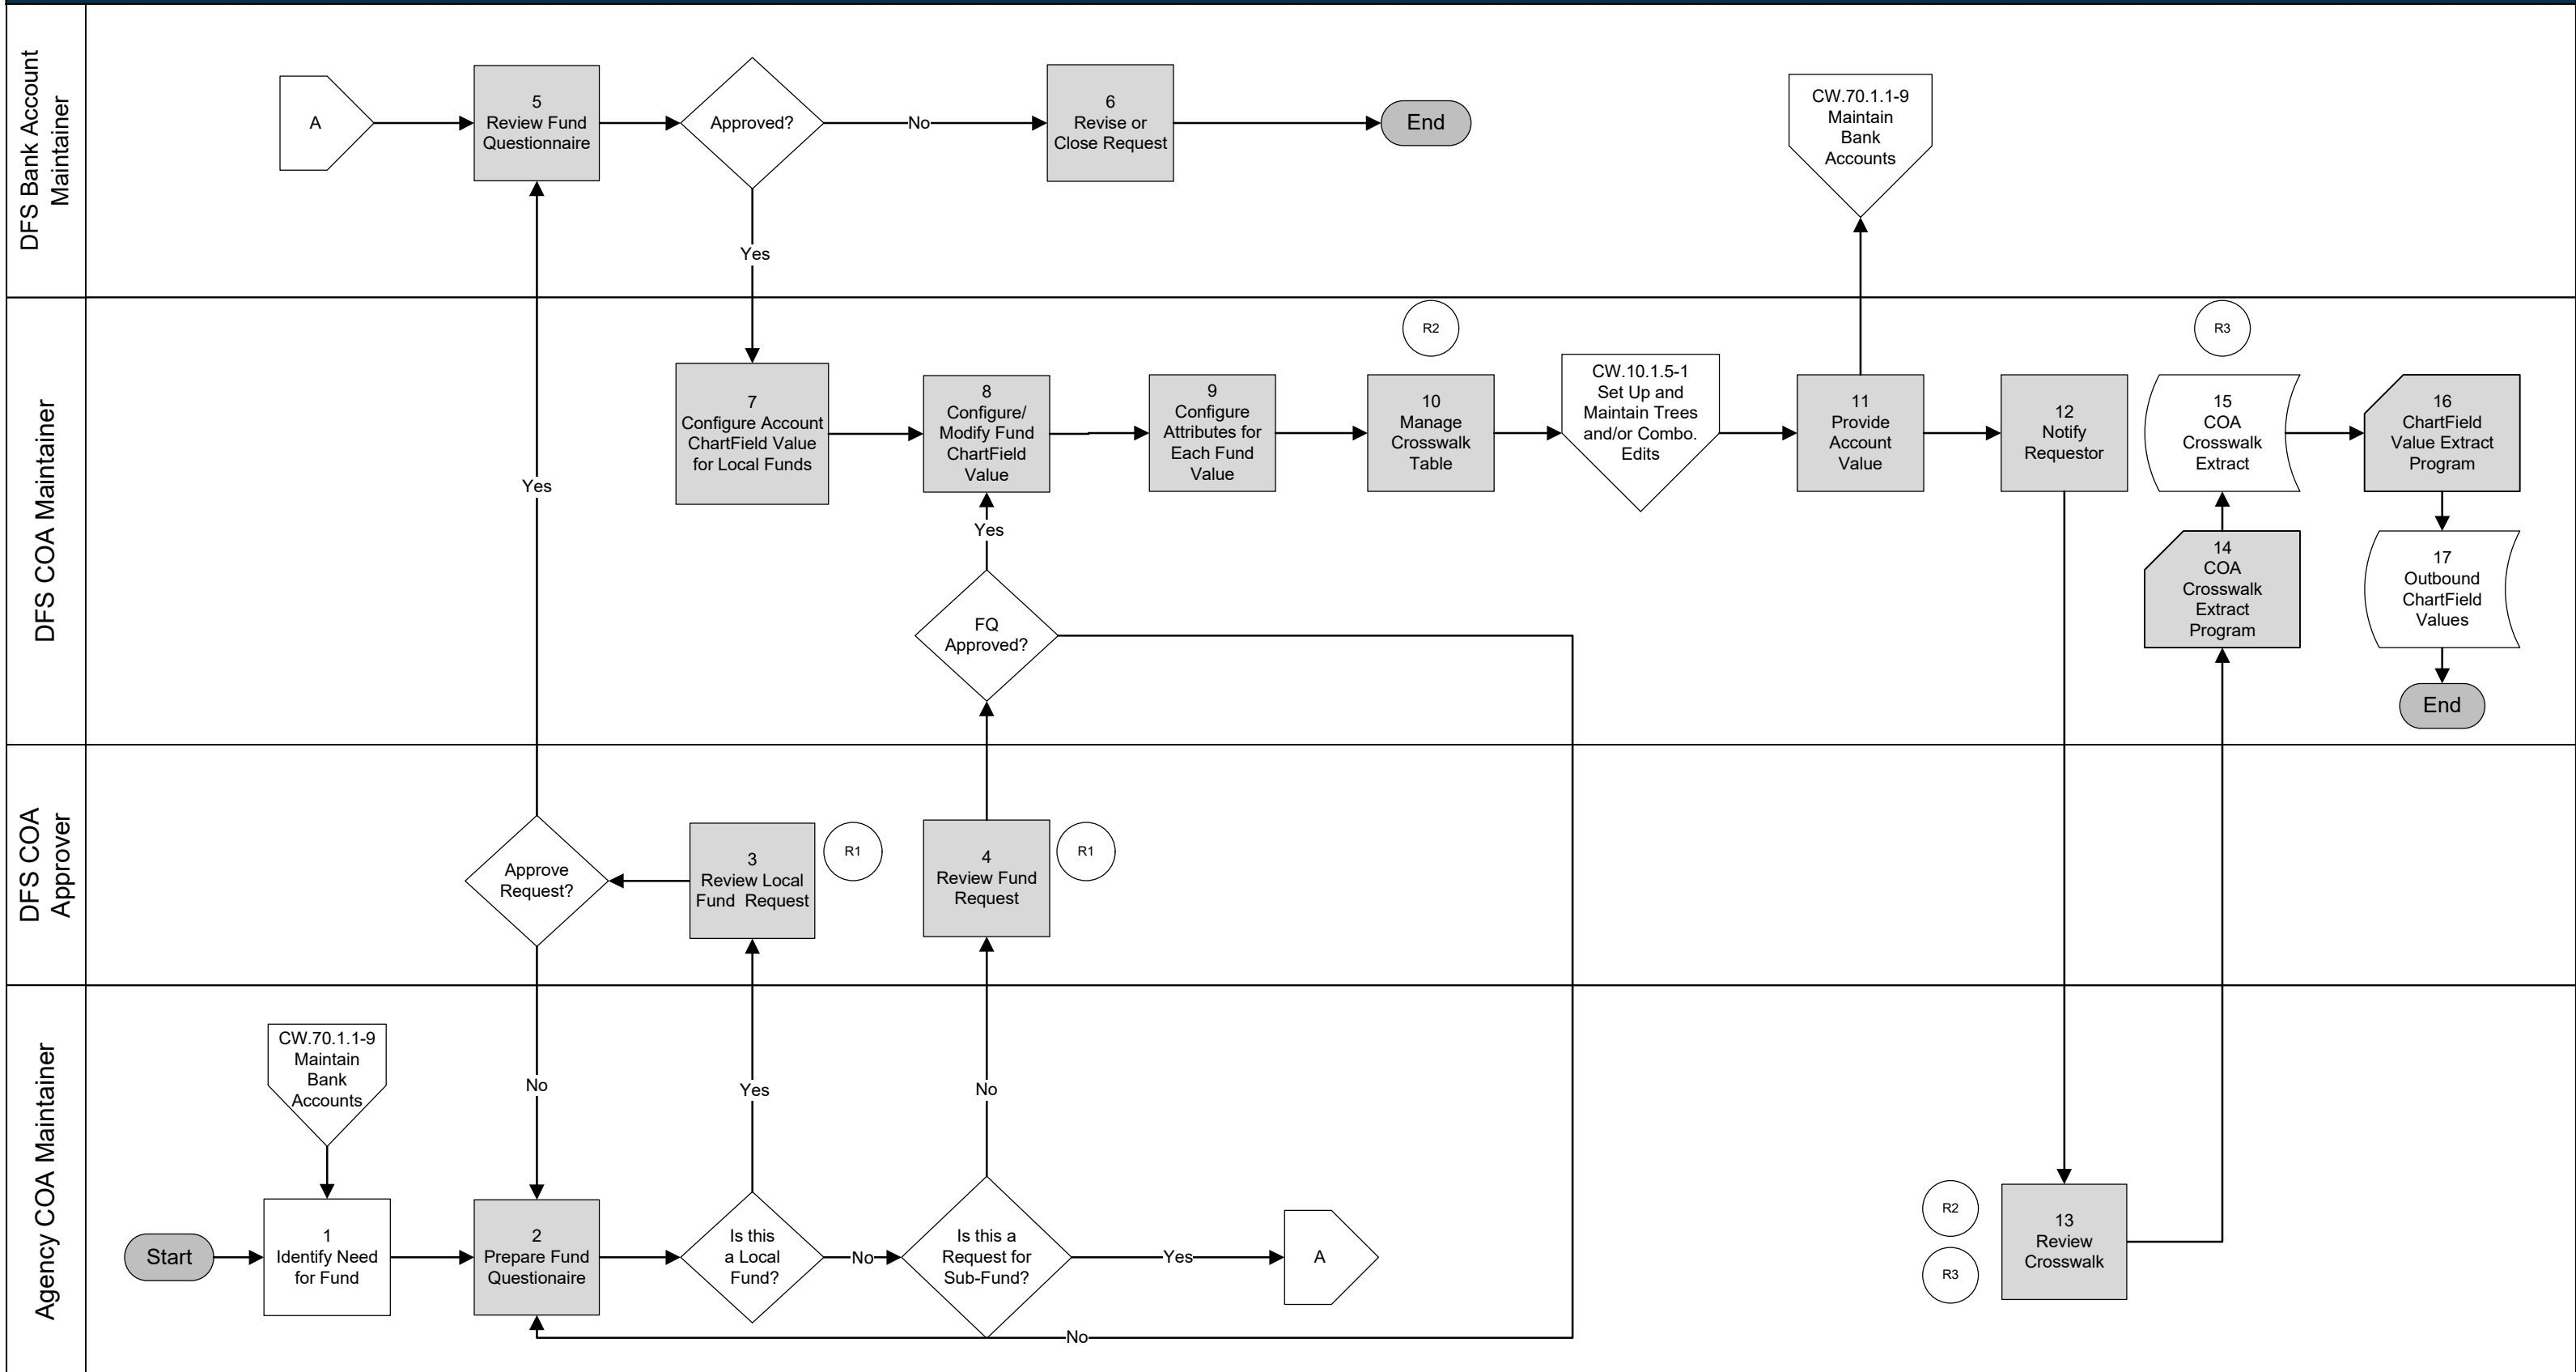 DFS Bank Account
Maintainer
A
5
Review Fund
Questionnaire
Approved?
No
6
Revise or
Close Request
End
CW.70.1.1-9
Maintain
Bank
Accounts
Yes
DFS COA Maintainer
R2
R3
7
Configure Account
ChartField Value
for Local Funds
8
Configure/
Modify Fund
ChartField
Value
9
Configure
Attributes for
Each Fund
Value
10
Manage
Crosswalk
Table
CW.10.1.5-1
Set Up and
Maintain Trees
and/or Combo.
Edits
11
Provide
Account
Value
12
Notify
Requestor
15
COA
Crosswalk
Extract
16
ChartField
Value Extract
Program
Yes
Yes
FQ
Approved?
14
COA
Crosswalk
Extract
Program
17
Outbound
ChartField
Values
End
DFS COA
Approver
Approve
Request?
3
Review Local
Fund  Request
R1
4
Review Fund
Request
R1
Agency COA Maintainer
CW.70.1.1-9
Maintain
Bank
Accounts
No
Yes
No
Start
1
Identify Need
for Fund
2
Prepare Fund
Questionaire
Is this
a Local
Fund?
No
Is this a
Request for
Sub-Fund?
Yes
A
R2
R3
13
Review
Crosswalk
No